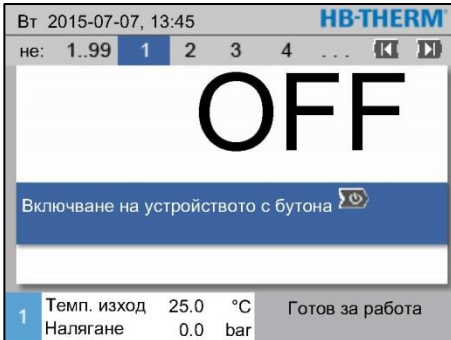 Вт 2015-07-07, 13:45 HB-THERM®
не: 1..99 1 2 3 4 ...
OFF
Включване на устройството с бутона
1 Темп. изход 25.0 °C Готов за работа
Налягане 0.0 bar